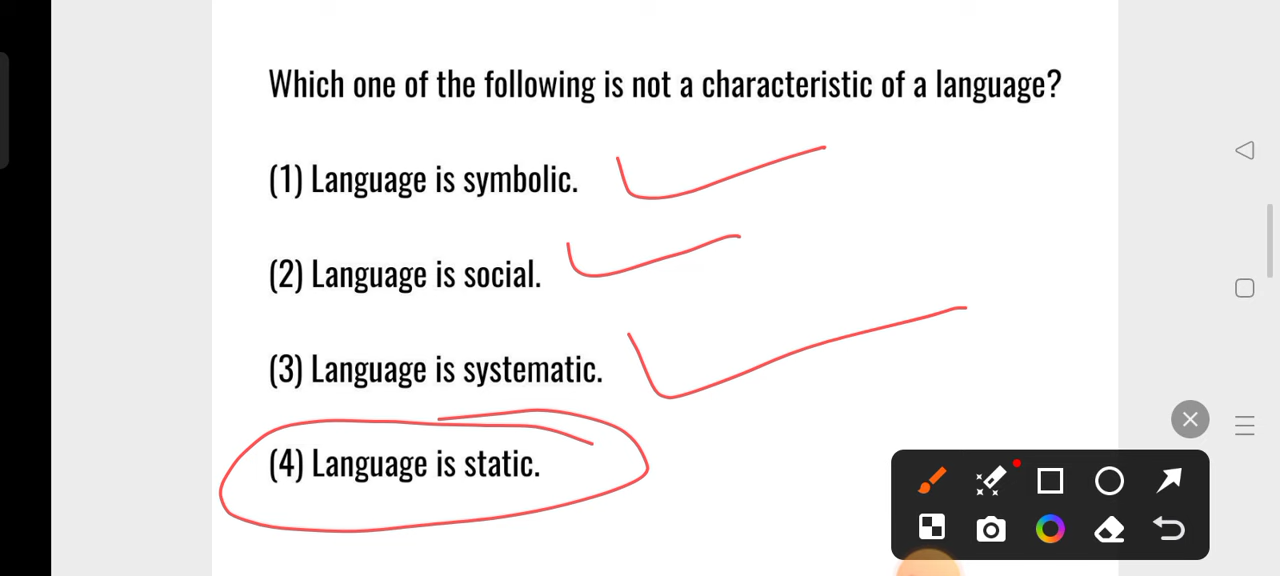 Which one of the following is not a characteristic of a language?
(1) Language is symbolic.
(2) Language is social.
(3) Language is systematic.
(4) Language is static.